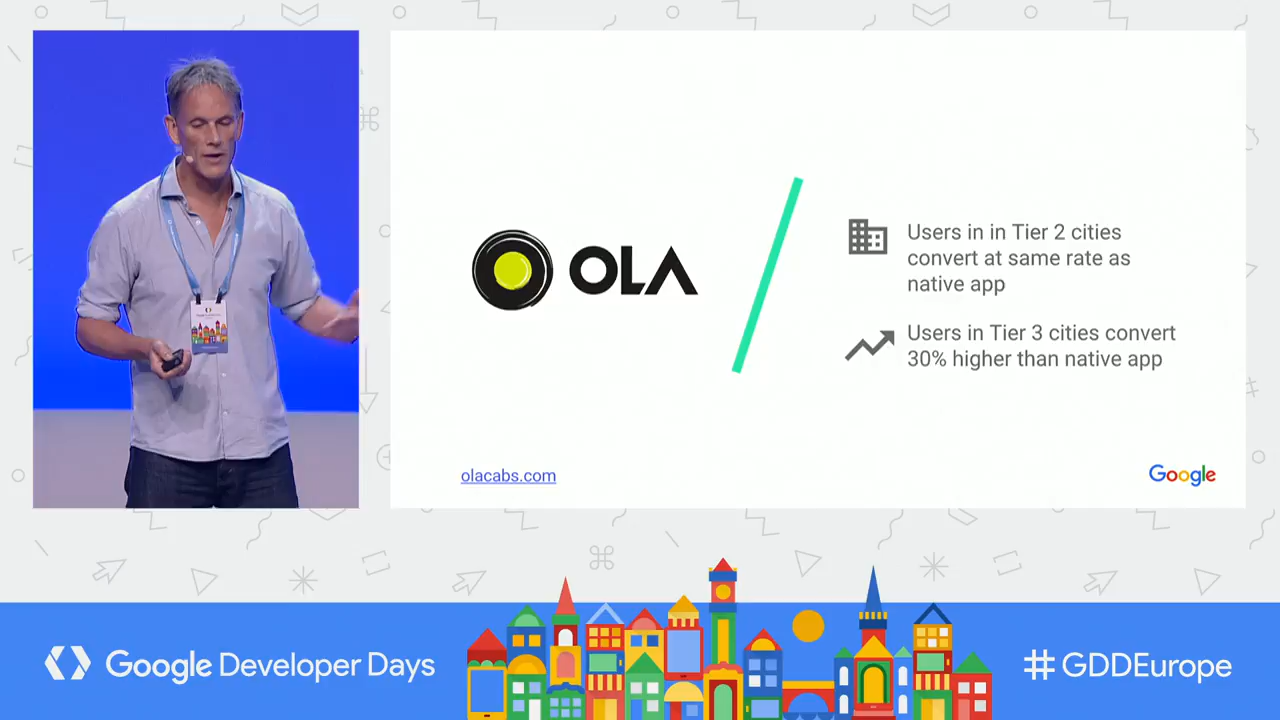 OLA
Users in in Tier 2 cities
convert at same rate as
native app
Users in Tier 3 cities convert
30% higher than native app
olacabs.com
Google
Google Developer Days
#GDDEurope